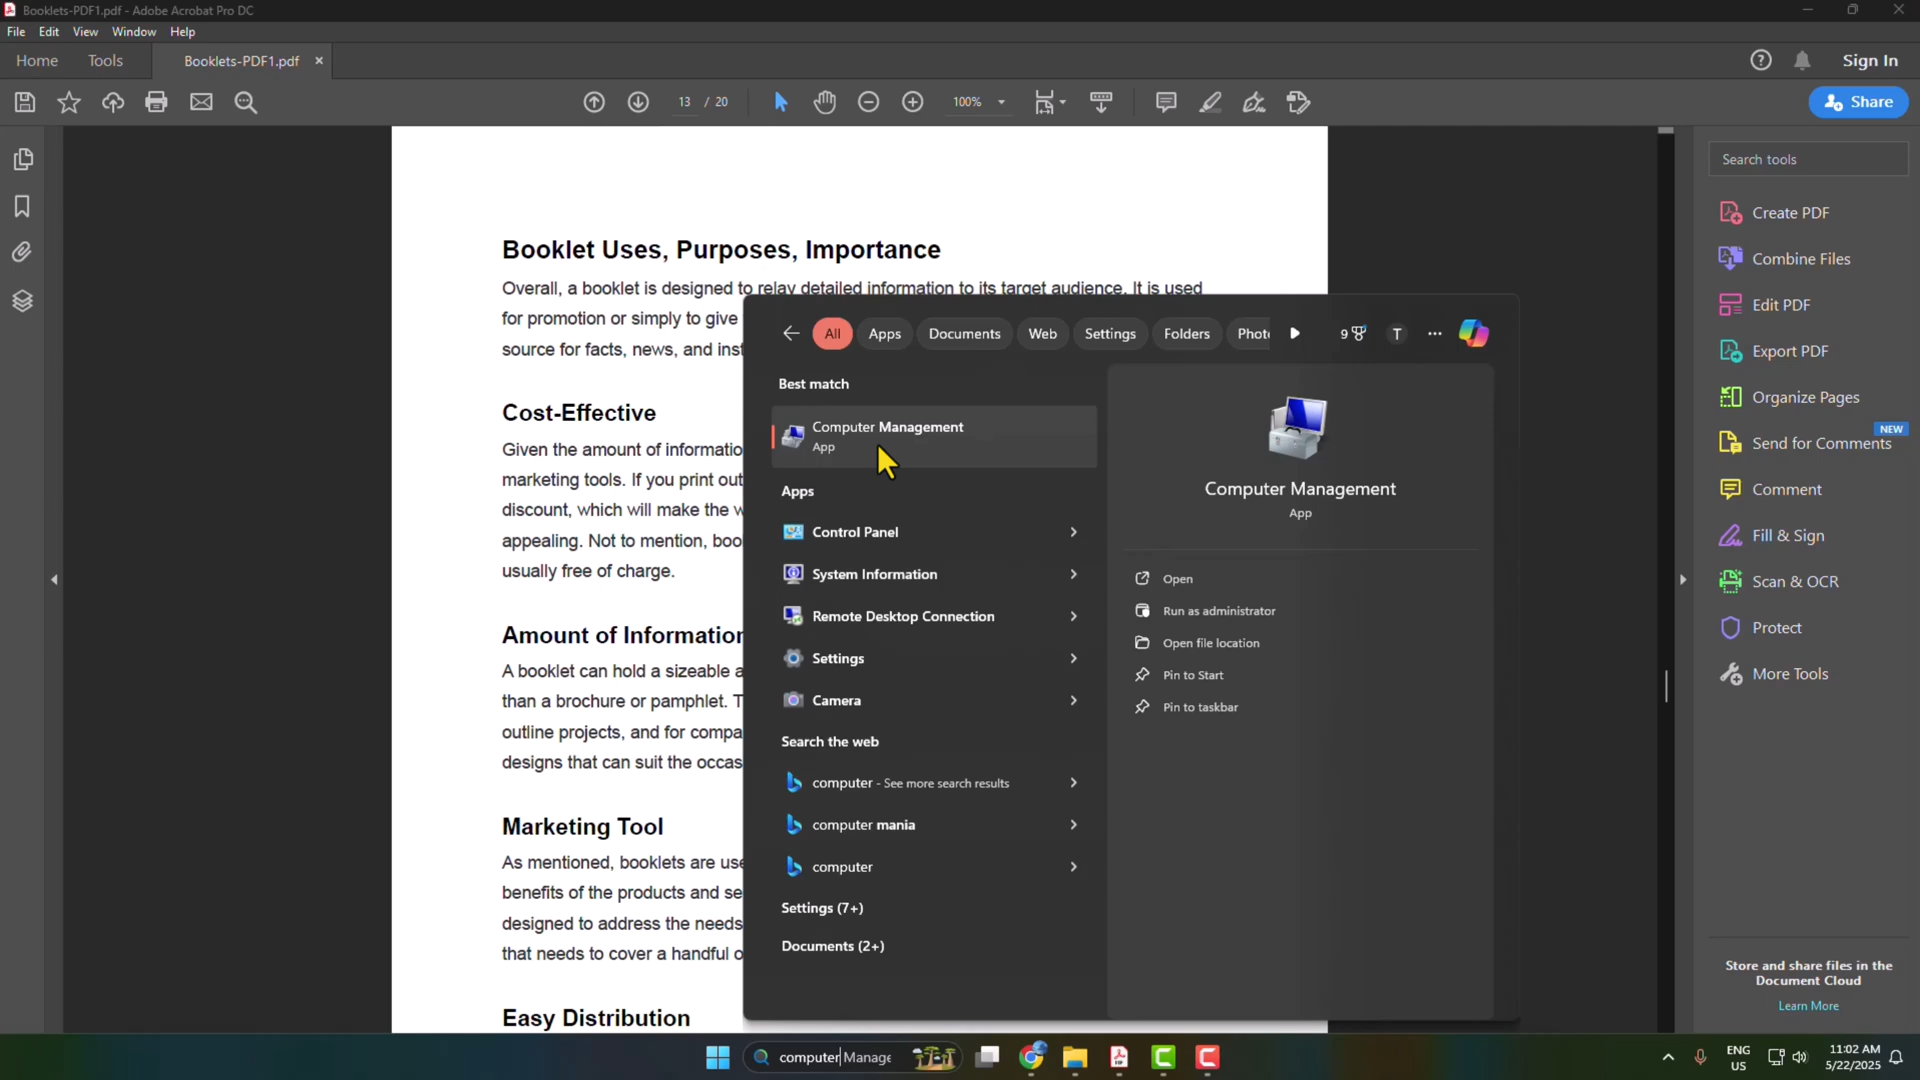 Booklets-PDF1.pdf - Adobe Acrobat Pro DC
File Edit View Window Help
Home Tools Booklets-PDF1.pdf × Sign In
13 / 20 100% Share
Search tools
Create PDF
Combine Files
Edit PDF
Export PDF
Organize Pages
NEW
Send for Comments
Comment
Fill & Sign
Scan & OCR
Protect
More Tools
Store and share files in the
Document Cloud
Learn More
Booklet Uses, Purposes, Importance
Overall, a booklet is designed to relay detailed information to its target audience. It is used
for promotion or simply to give
source for facts, news, and
Cost-Effective
Given the amount of
marketing tools. If you print out
discount, which will make the
appealing. Not to mention,
usually free of charge.
Amount of Information
A booklet can hold a sizeable
than a brochure or pamphlet.
outline projects, and for
designs that can suit the
Marketing Tool
As mentioned, booklets are
benefits of the products and
designed to address the needs
that needs to cover a handful
Easy Distribution
All Apps Documents Web Settings Folders 9 T
Best match
Computer Management
App
Apps
Control Panel
System Information
Remote Desktop Connection
Settings
Camera
Search the web
computer - See more search results
computer mania
computer
Settings (7+)
Documents (2+)
Computer Management
App
Open
Run as administrator
Open file location
Pin to Start
Pin to taskbar
computer Manage
ENG
US
11:02 AM
5/22/2025